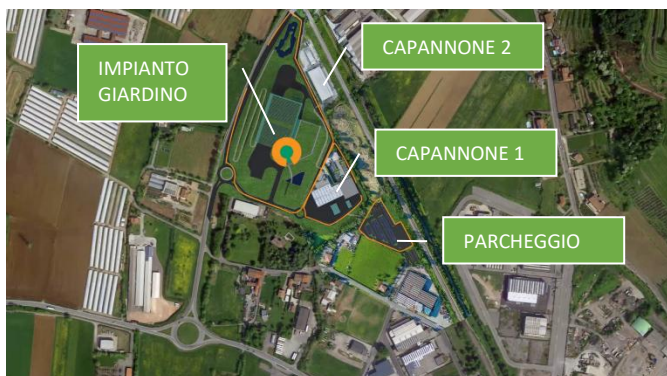 CAPANNONE 2
IMPIANTO
GIARDINO
CAPANNONE 1
PARCHEGGIO